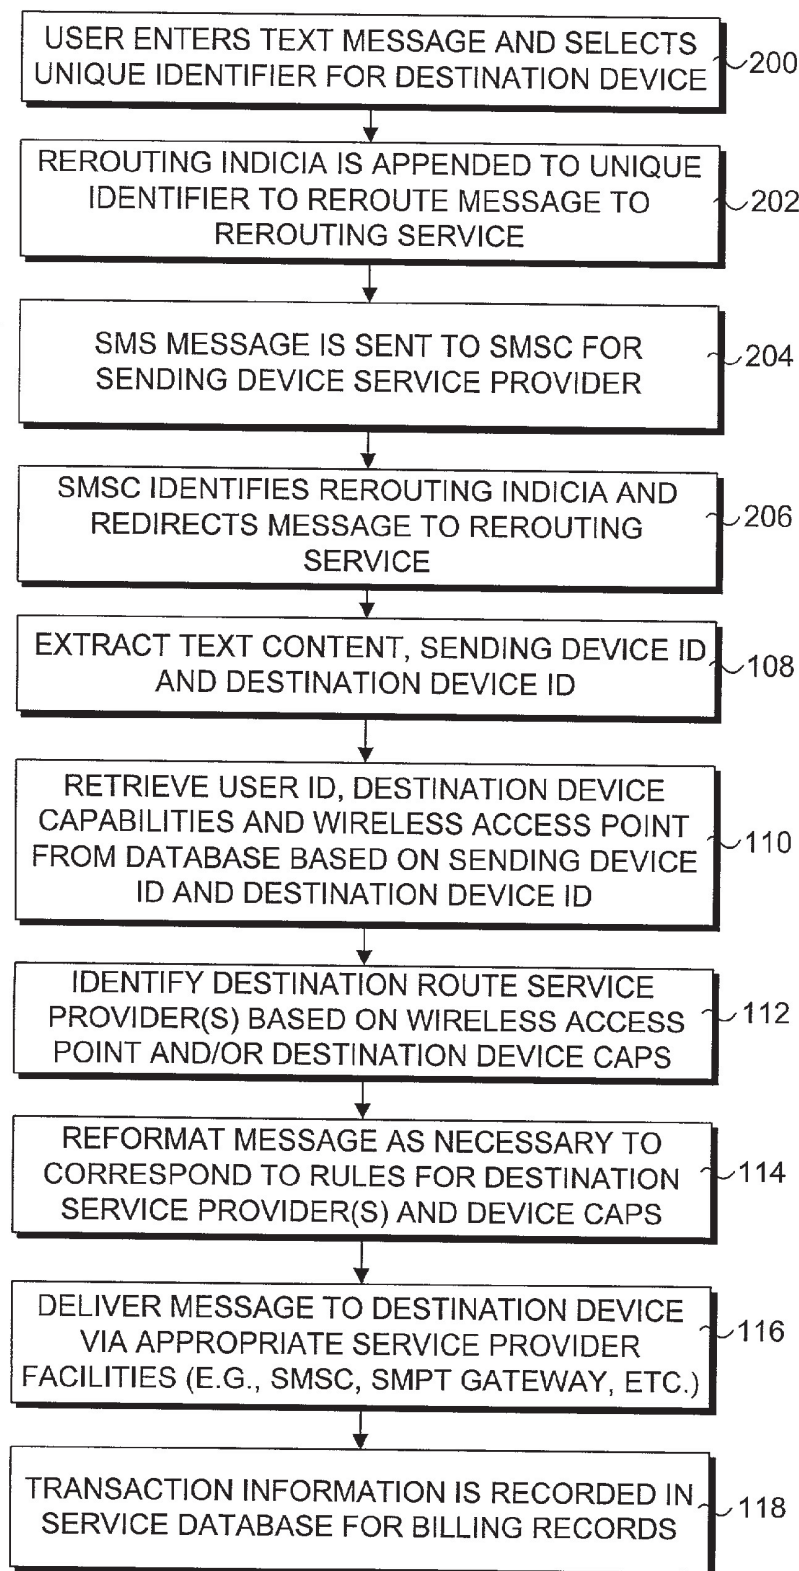 USER ENTERS TEXT MESSAGE AND SELECTS
UNIQUE IDENTIFIER FOR DESTINATION DEVICE
200
REROUTING INDICIA IS APPENDED TO UNIQUE
IDENTIFIER TO REROUTE MESSAGE TO
REROUTING SERVICE
202
SMS MESSAGE IS SENT TO SMSC FOR
SENDING DEVICE SERVICE PROVIDER
204
SMSC IDENTIFIES REROUTING INDICIA AND
REDIRECTS MESSAGE TO REROUTING
SERVICE
206
EXTRACT TEXT CONTENT, SENDING DEVICE ID
AND DESTINATION DEVICE ID
108
RETRIEVE USER ID, DESTINATION DEVICE
CAPABILITIES AND WIRELESS ACCESS POINT
FROM DATABASE BASED ON SENDING DEVICE
ID AND DESTINATION DEVICE ID
110
IDENTIFY DESTINATION ROUTE SERVICE
PROVIDER(S) BASED ON WIRELESS ACCESS
POINT AND/OR DESTINATION DEVICE CAPS
112
REFORMAT MESSAGE AS NECESSARY TO
CORRESPOND TO RULES FOR DESTINATION
SERVICE PROVIDER(S) AND DEVICE CAPS
114
DELIVER MESSAGE TO DESTINATION DEVICE
VIA APPROPRIATE SERVICE PROVIDER
FACILITIES (E.G., SMSC, SMPT GATEWAY, ETC.)
116
TRANSACTION INFORMATION IS RECORDED IN
SERVICE DATABASE FOR BILLING RECORDS
118